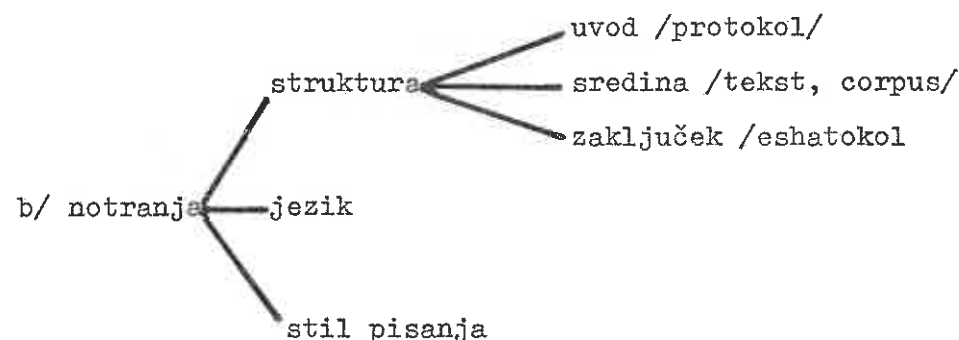 uvod /protokol/
struktura
sredina /tekst, corpus/
zaključek /eshatokol
b/ notranja
jezik
stil pisanja